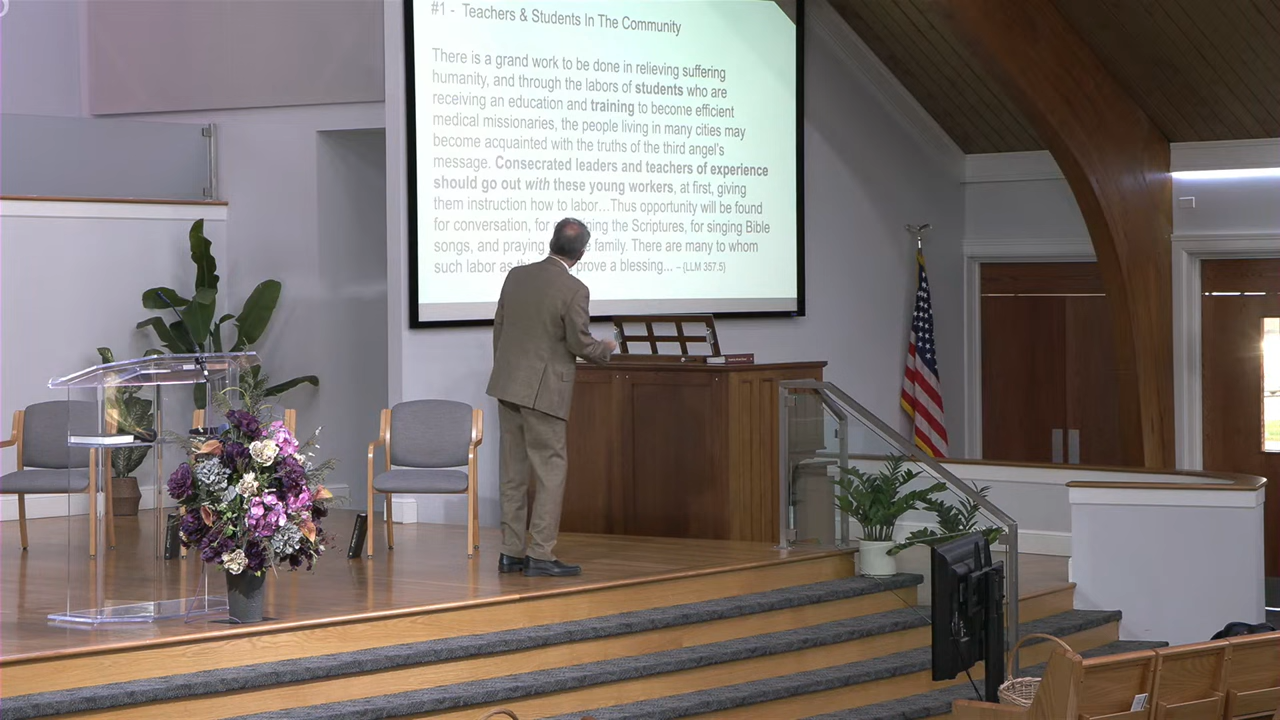 #1 - Teachers & Students In The Community
There is a grand work to be done in relieving suffering
humanity, and through the labors of students who are
receiving an education and training to become efficient
medical missionaries, the people living in many cities may
become acquainted with the truths of the third angel's
message. Consecrated leaders and teachers of experience
should go out with these young workers, at first, giving
them instruction how to labor...Thus opportunity will be found
for conversation, for the Scriptures, for singing Bible
songs, and praying family. There are many to whom
such labor as prove a blessing... – {LLM 357.5}